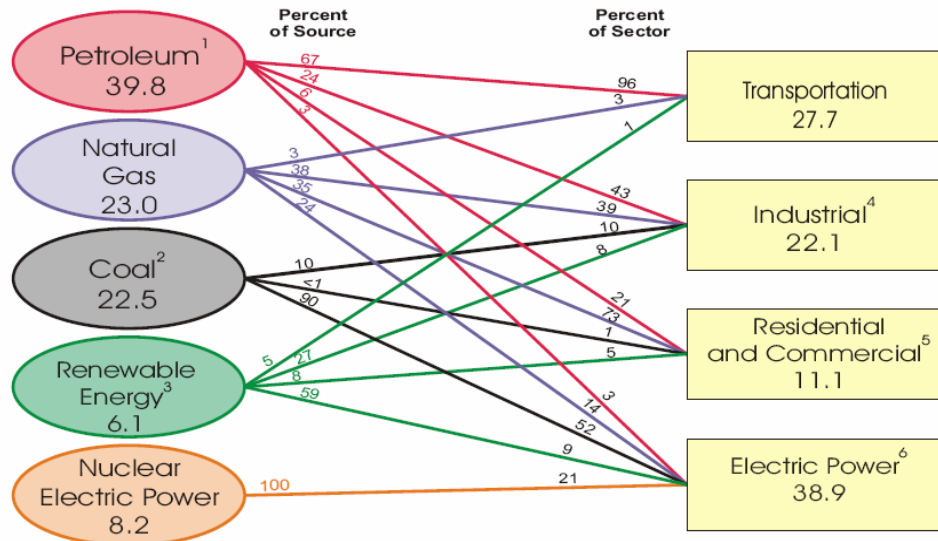 Percent
of Source
Percent
of Sector
Petroleum¹
39.8
Natural
Gas
23.0
Coal²
22.5
Renewable
Energy³
6.1
Nuclear
Electric Power
8.2
67
24
6
3
3
38
35
24
10
<1
90
5
27
8
59
100
96
3
1
43
39
10
8
21
73
1
5
3
14
52
9
21
Transportation
27.7
Industrial⁴
22.1
Residential
and Commercial⁵
11.1
Electric Power⁶
38.9